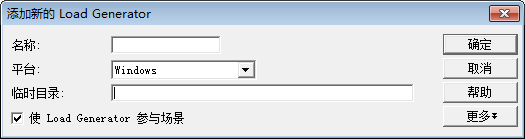 添加新的 Load Generator
名称:
确定
平台:
Windows
取消
临时目录:
帮助
使 Load Generator 参与场景
更多